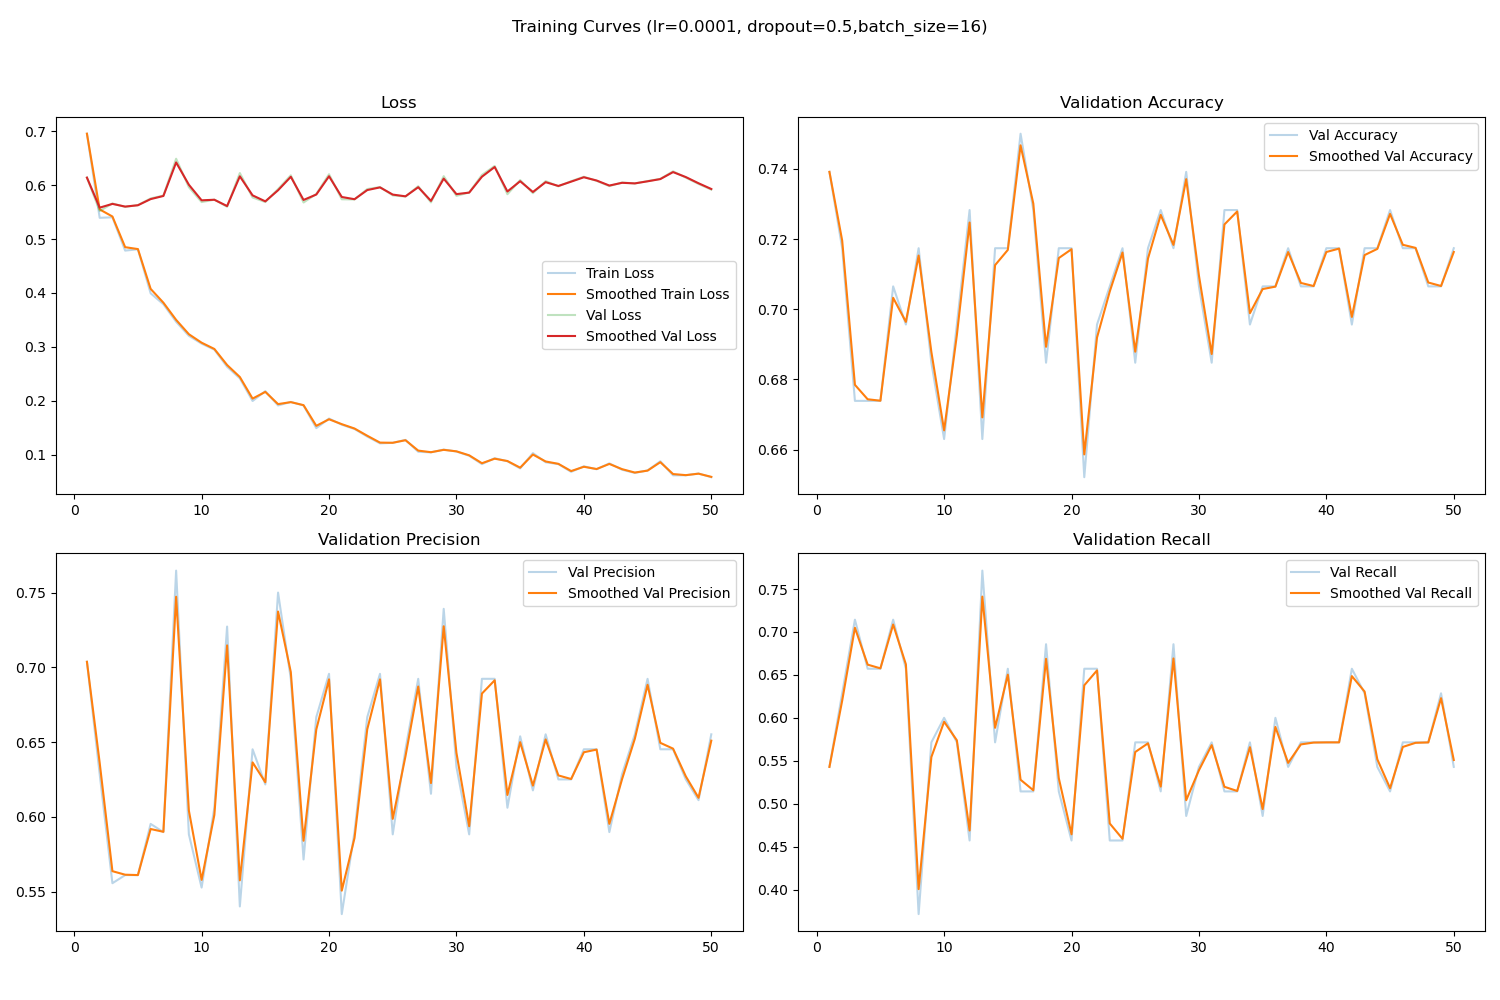 Training Curves (lr=0.0001, dropout=0.5,batch_size=16)
Loss
0.7
0.6
0.5
0.4
0.3
0.2
0.1
Train Loss
Smoothed Train Loss
Val Loss
Smoothed Val Loss
0 10 20 30 40 50
Validation Accuracy
0.74
0.72
0.70
0.68
0.66
Val Accuracy
Smoothed Val Accuracy
0 10 20 30 40 50
Validation Precision
0.75
0.70
0.65
0.60
0.55
Val Precision
Smoothed Val Precision
0 10 20 30 40 50
Validation Recall
0.75
0.70
0.65
0.60
0.55
0.50
0.45
0.40
Val Recall
Smoothed Val Recall
0 10 20 30 40 50